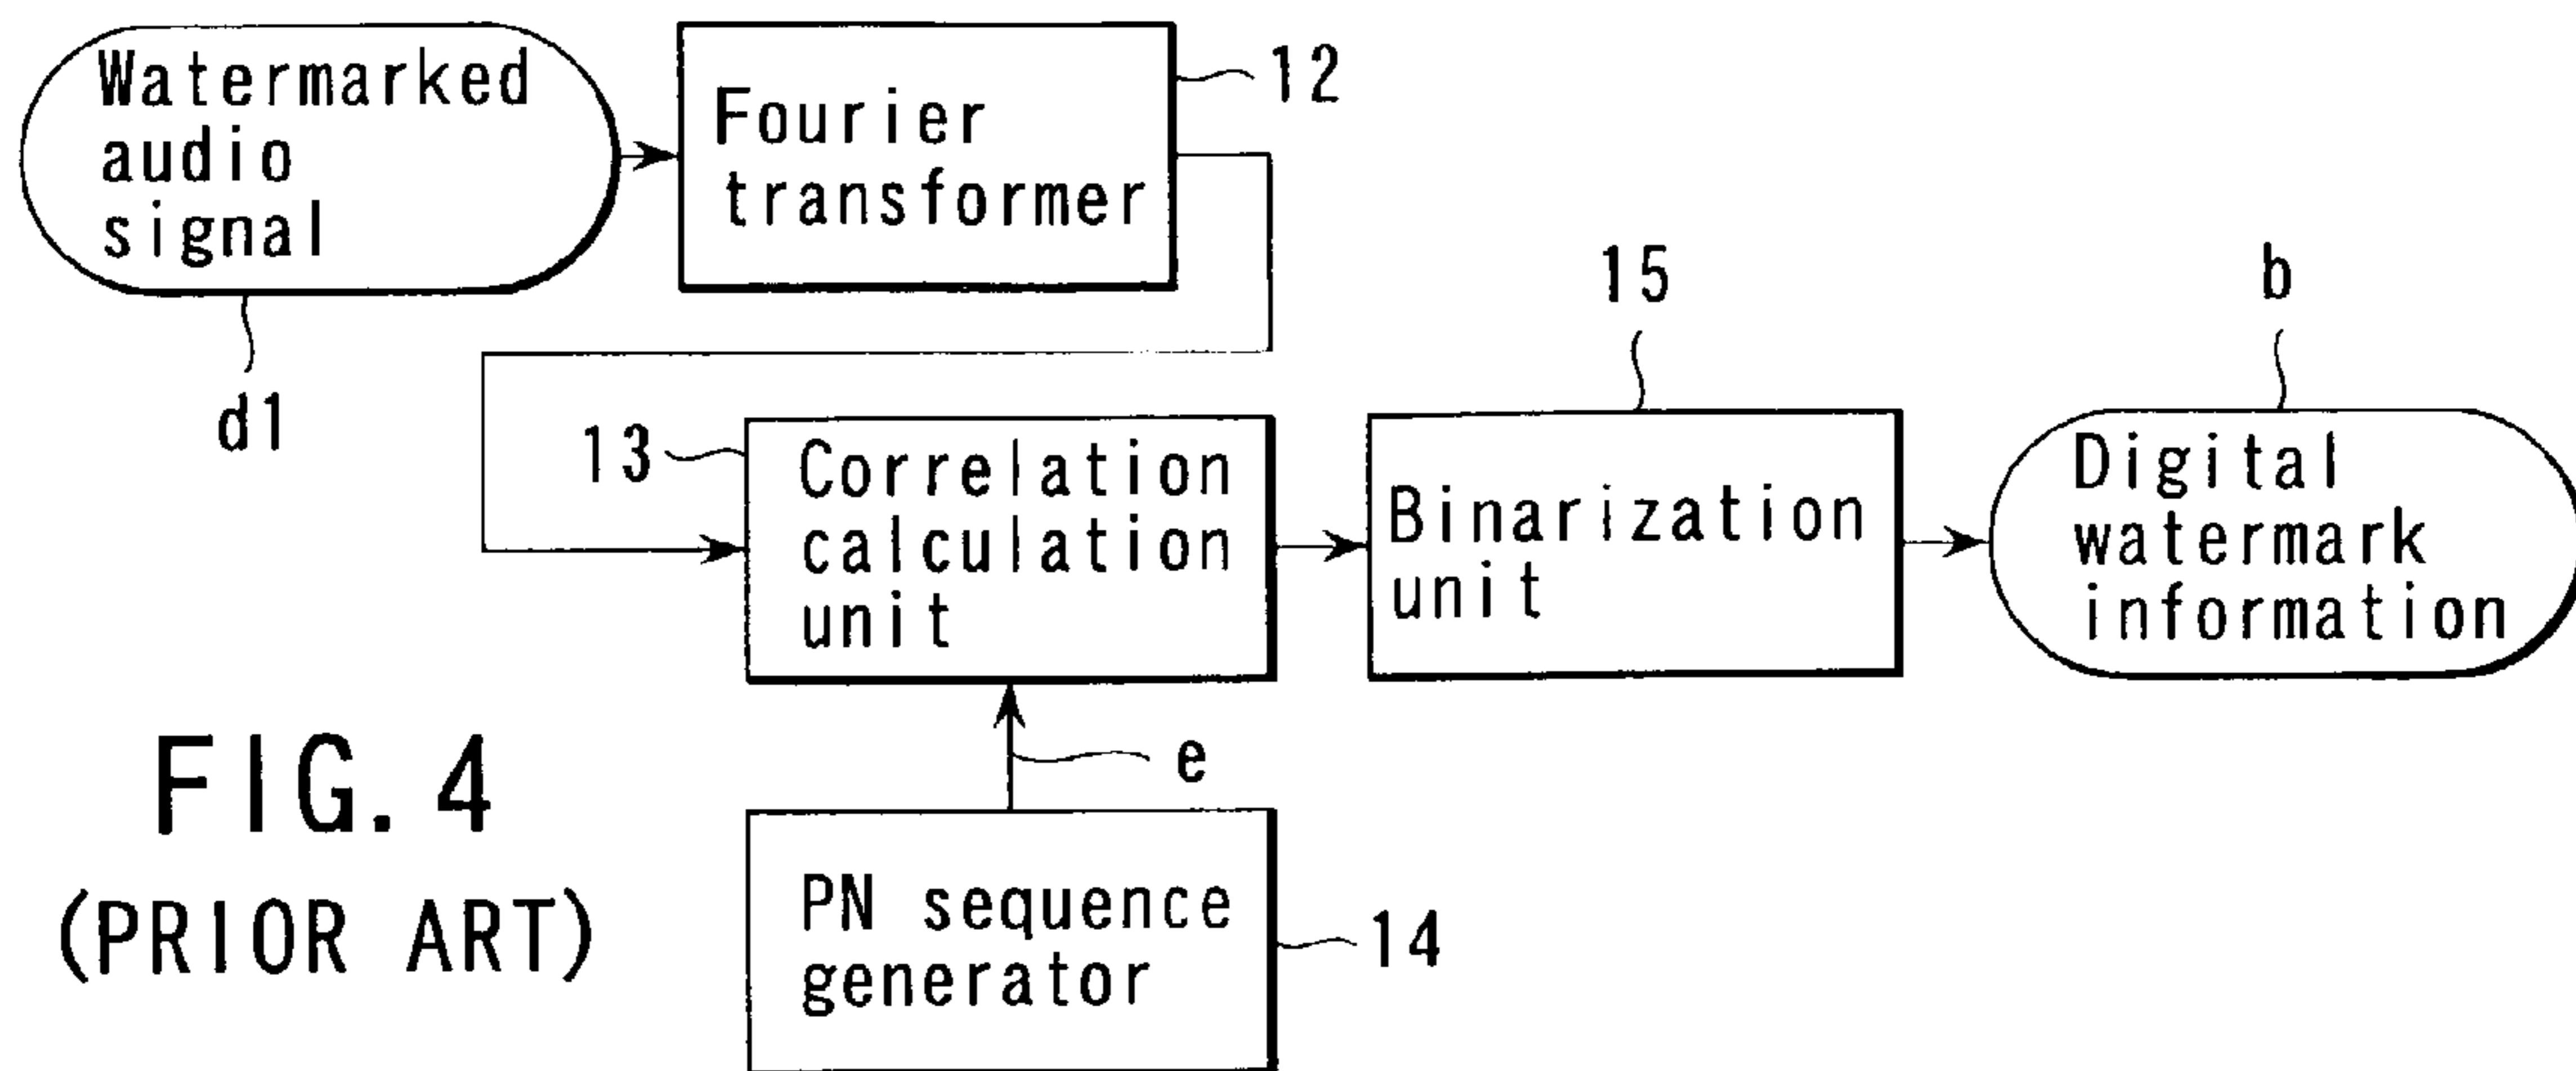 Watermarked
audio
signal
d1
Fourier
transformer
12
13
Correlation
calculation
unit
15
Binarization
unit
b
Digital
watermark
information
e
PN sequence
generator
14
FIG. 4
(PRIOR ART)